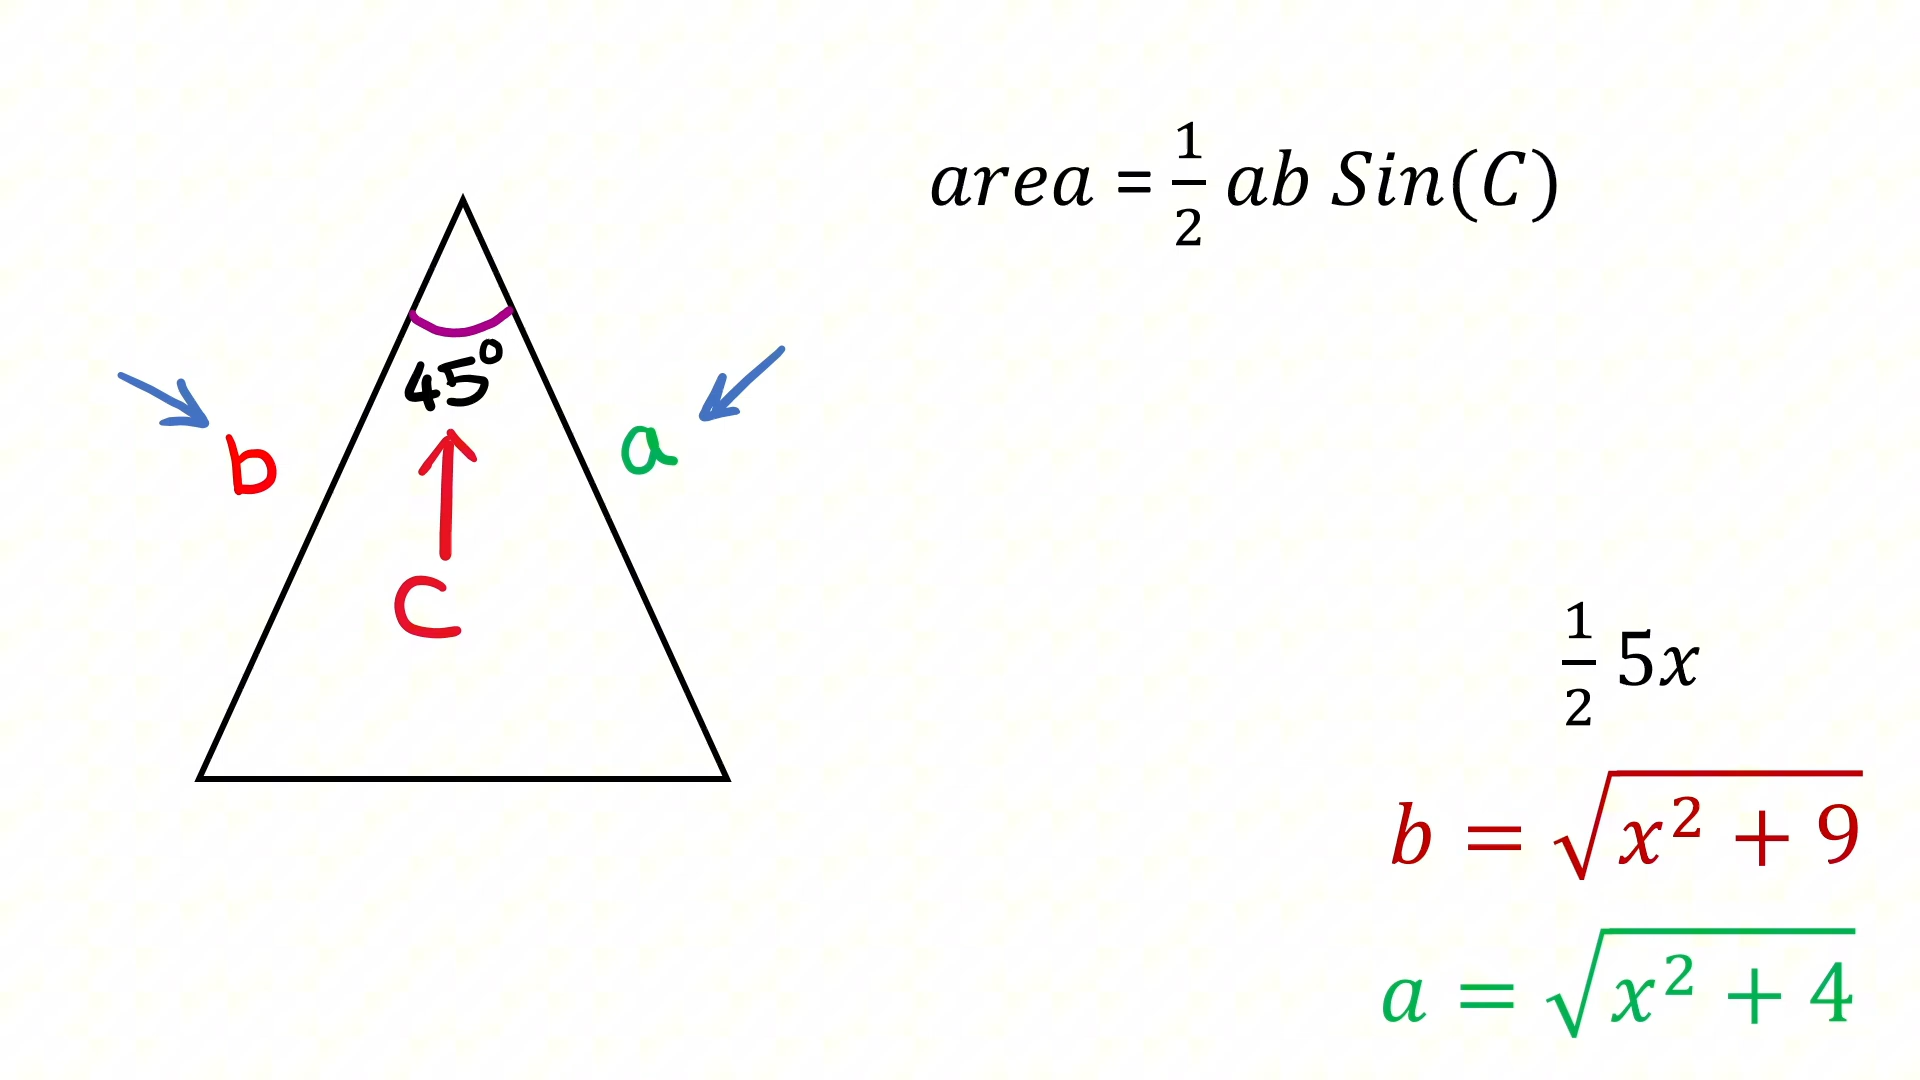 area = 1/2 ab Sin(C)
45°
b
a
C
1/2 5x
b = √(x² + 9)
a = √(x² + 4)